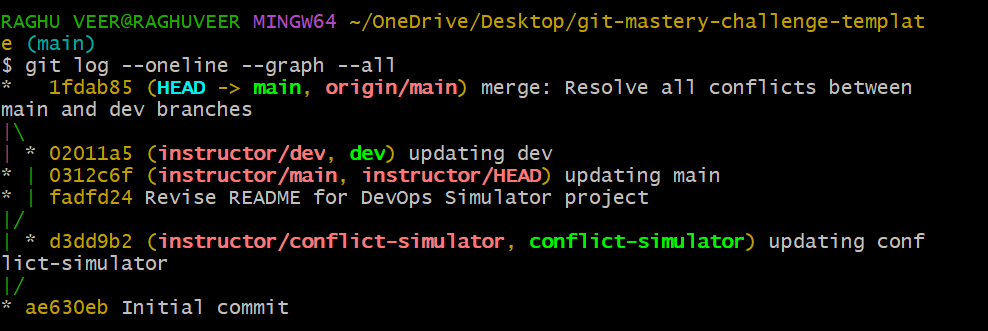 RAGHU VEER@RAGHUVEER MINGW64 ~/OneDrive/Desktop/git-mastery-challenge-templat
e (main)
$ git log --oneline --graph --all
*   1fdab85 (HEAD -> main, origin/main) merge: Resolve all conflicts between
main and dev branches
|\
| * 02011a5 (instructor/dev, dev) updating dev
* | 0312c6f (instructor/main, instructor/HEAD) updating main
* | fadfd24 Revise README for DevOps Simulator project
|/
| * d3dd9b2 (instructor/conflict-simulator, conflict-simulator) updating conf
lict-simulator
|/
* ae630eb Initial commit